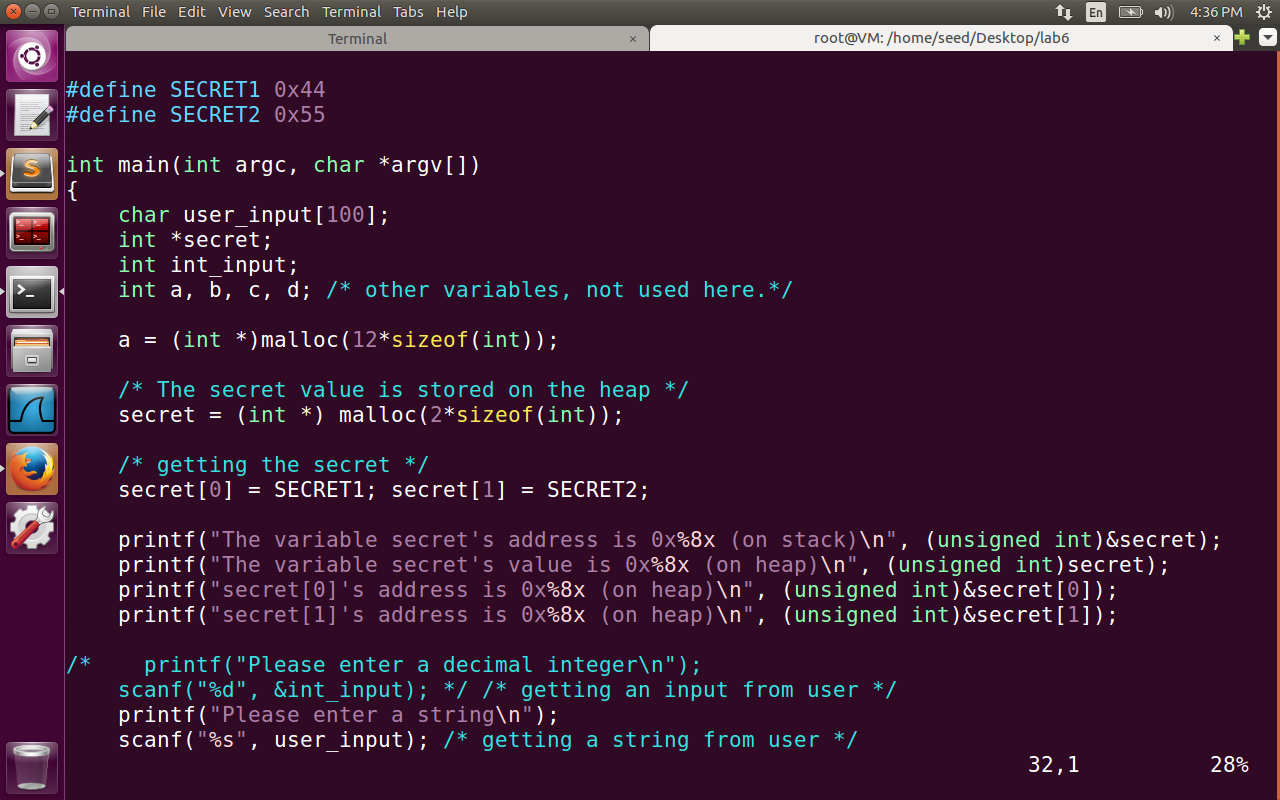 Terminal File Edit View Search Terminal Tabs Help En 4:36 PM
Terminal × root@VM: /home/seed/Desktop/lab6 ×
#define SECRET1 0x44
#define SECRET2 0x55
int main(int argc, char *argv[])
{
    char user_input[100];
    int *secret;
    int int_input;
    int a, b, c, d; /* other variables, not used here.*/
    a = (int *)malloc(12*sizeof(int));
    /* The secret value is stored on the heap */
    secret = (int *) malloc(2*sizeof(int));
    /* getting the secret */
    secret[0] = SECRET1; secret[1] = SECRET2;
    printf("The variable secret's address is 0x%8x (on stack)\n", (unsigned int)&secret);
    printf("The variable secret's value is 0x%8x (on heap)\n", (unsigned int)secret);
    printf("secret[0]'s address is 0x%8x (on heap)\n", (unsigned int)&secret[0]);
    printf("secret[1]'s address is 0x%8x (on heap)\n", (unsigned int)&secret[1]);
/*    printf("Please enter a decimal integer\n");
    scanf("%d", &int_input); */ /* getting an input from user */
    printf("Please enter a string\n");
    scanf("%s", user_input); /* getting a string from user */
32,1 28%